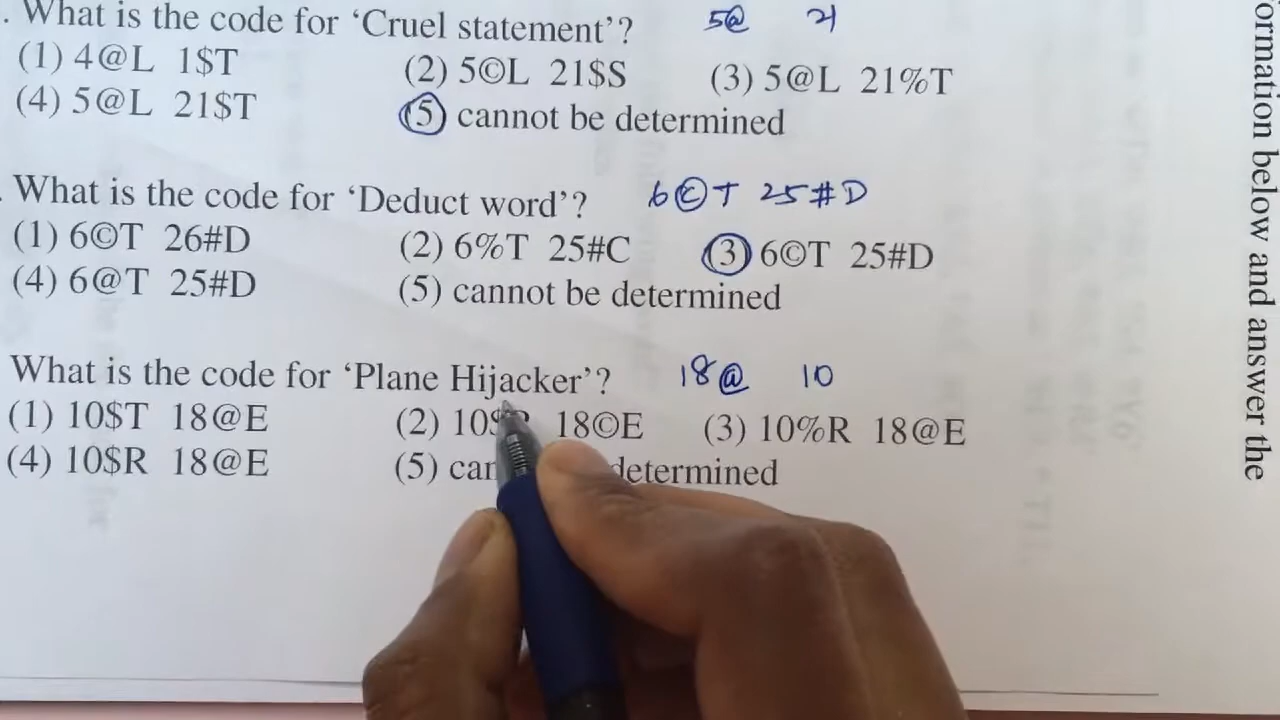 . What is the code for ‘Cruel statement’? 5@ 21
(1) 4@L 1$T (2) 5©L 21$S (3) 5@L 21%T
(4) 5@L 21$T (5) cannot be determined
. What is the code for ‘Deduct word’? 6©T 25#D
(1) 6©T 26#D (2) 6%T 25#C (3) 6©T 25#D
(4) 6@T 25#D (5) cannot be determined
What is the code for ‘Plane Hijacker’? 18@ 10
(1) 10$T 18@E (2) 18©E (3) 10%R 18@E
(4) 10$R 18@E (5) determined
ormation below and answer the